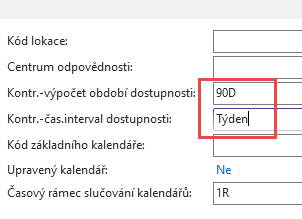 Kód lokace:
Centrum odpovědnosti:
Kontr.-výpočet období dostupnosti: 90D
Kontr.-čas.interval dostupnosti: Týden
Kód základního kalendáře:
Upravený kalendář: Ne
Časový rámec slučování kalendářů: 1R